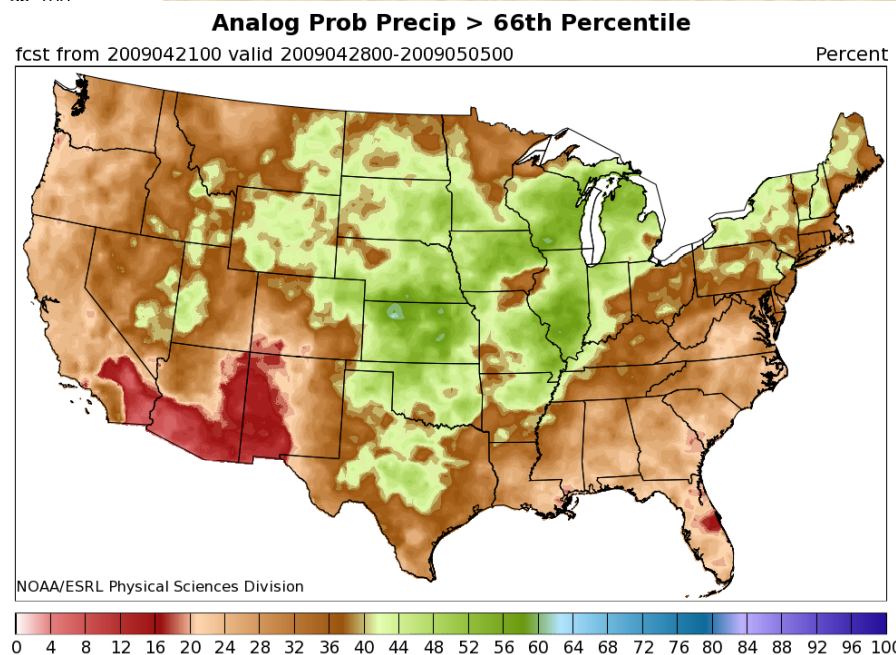 Analog Prob Precip > 66th Percentile
fcst from 2009042100 valid 2009042800-2009050500 Percent
NOAA/ESRL Physical Sciences Division
0 4 8 12 16 20 24 28 32 36 40 44 48 52 56 60 64 68 72 76 80 84 88 92 96 100